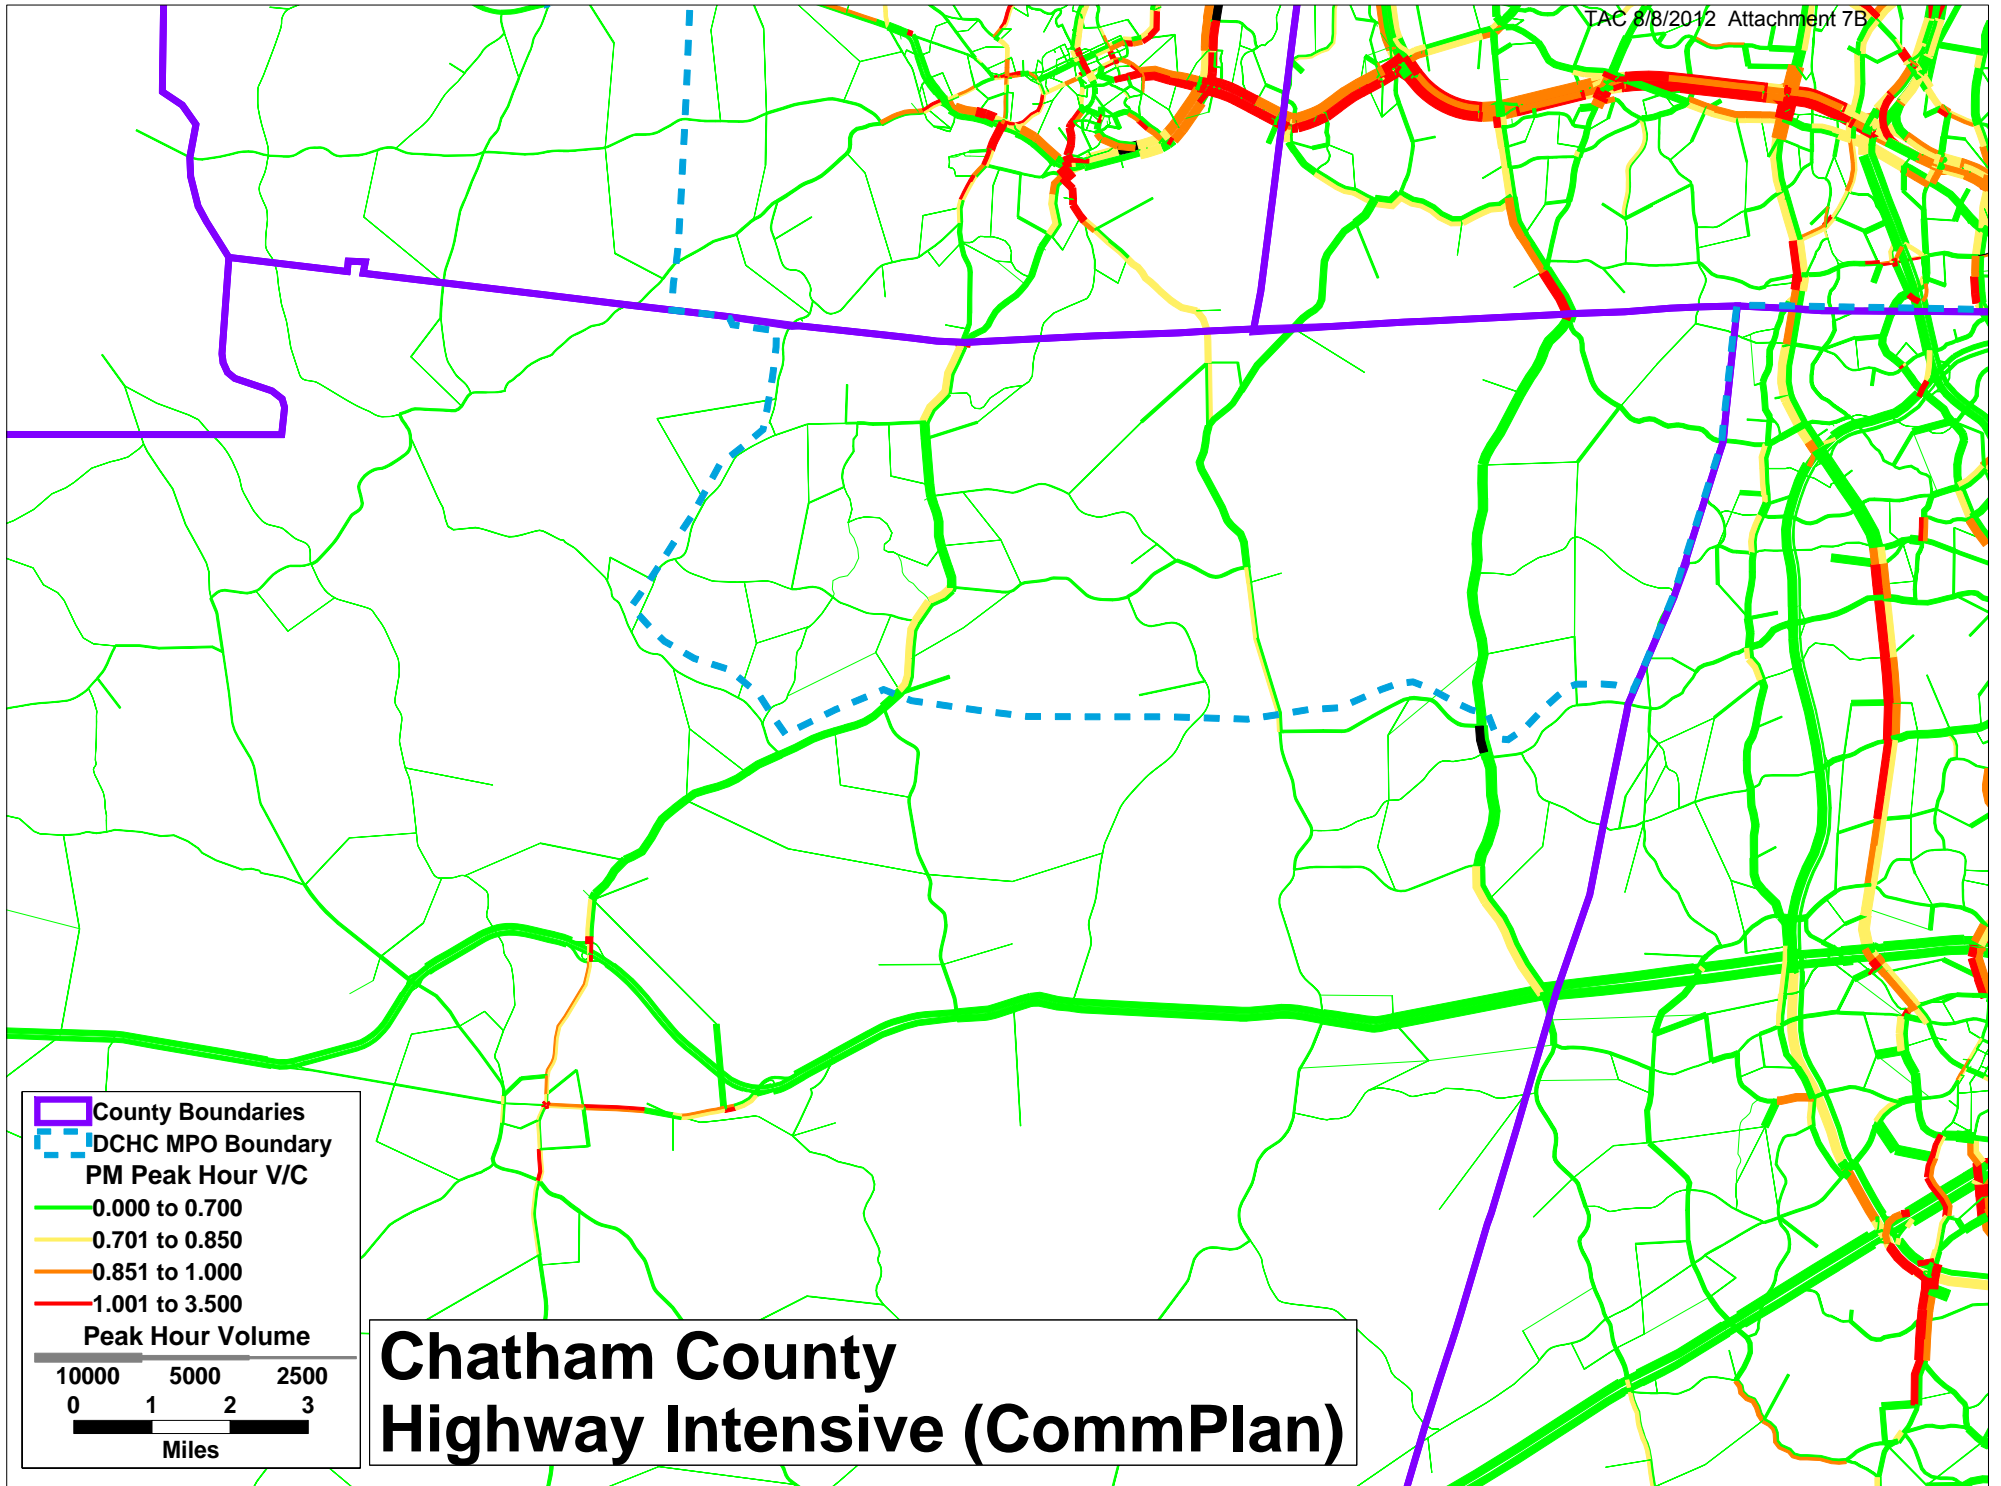 TAC 8/8/2012 Attachment 7B
County Boundaries
DCHC MPO Boundary
PM Peak Hour V/C
0.000 to 0.700
0.701 to 0.850
0.851 to 1.000
1.001 to 3.500
Peak Hour Volume
10000 5000 2500
0 1 2 3
Miles
Chatham County
Highway Intensive (CommPlan)